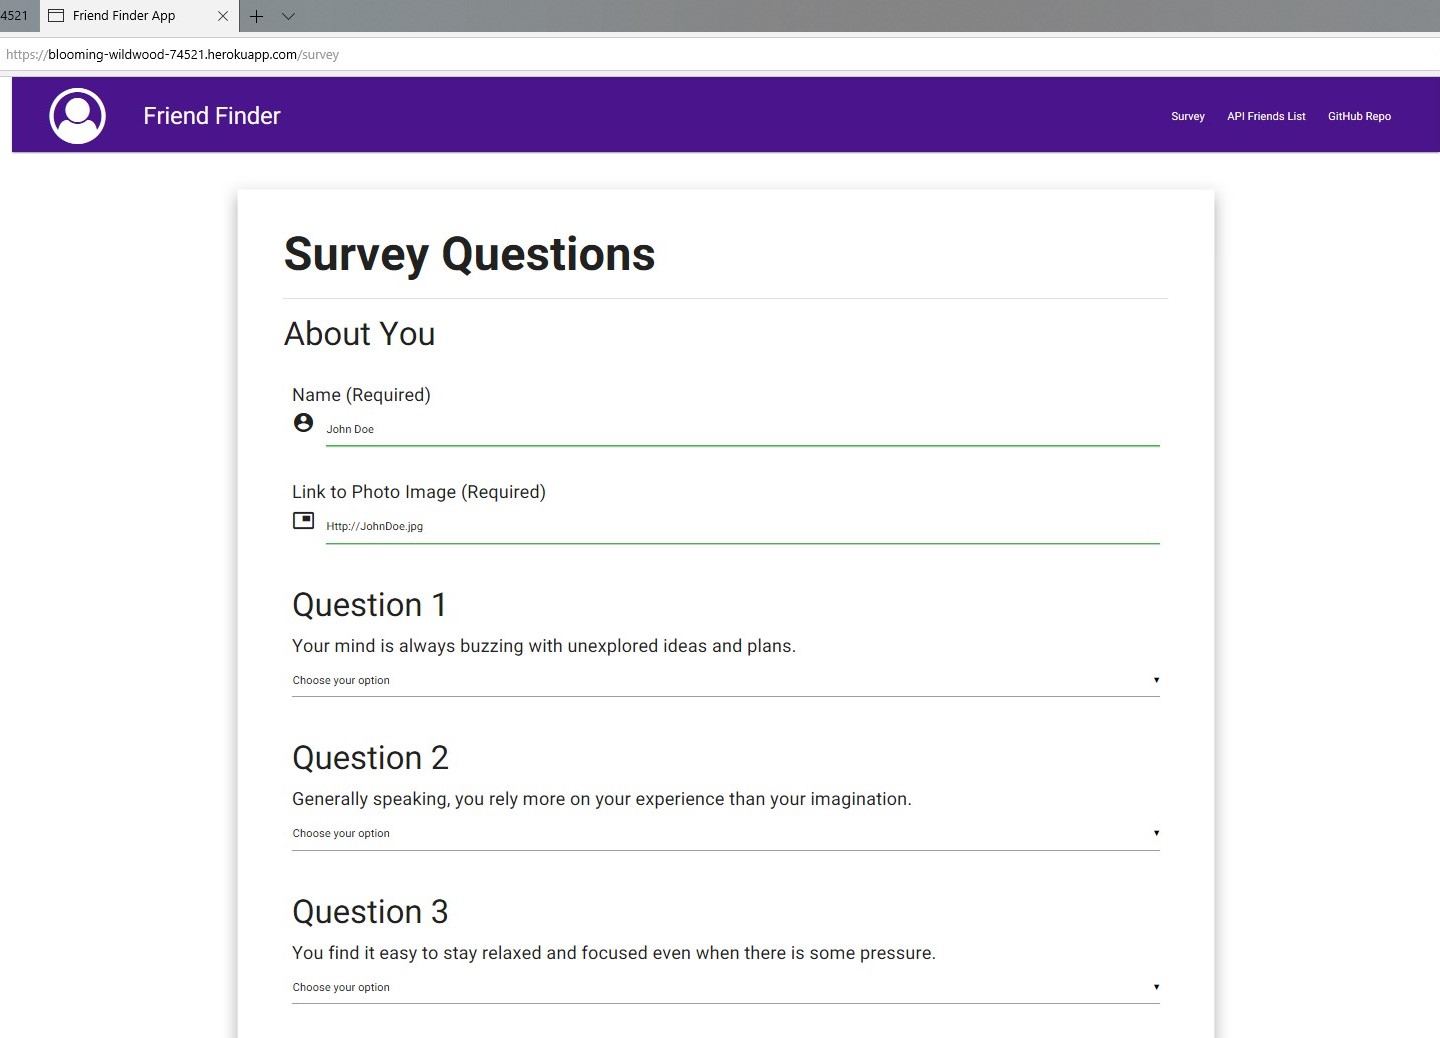 4521
Friend Finder App
https://blooming-wildwood-74521.herokuapp.com/survey
Friend Finder
Survey
API Friends List
GitHub Repo
Survey Questions
About You
Name (Required)
John Doe
Link to Photo Image (Required)
Http://JohnDoe.jpg
Question 1
Your mind is always buzzing with unexplored ideas and plans.
Choose your option
Question 2
Generally speaking, you rely more on your experience than your imagination.
Choose your option
Question 3
You find it easy to stay relaxed and focused even when there is some pressure.
Choose your option